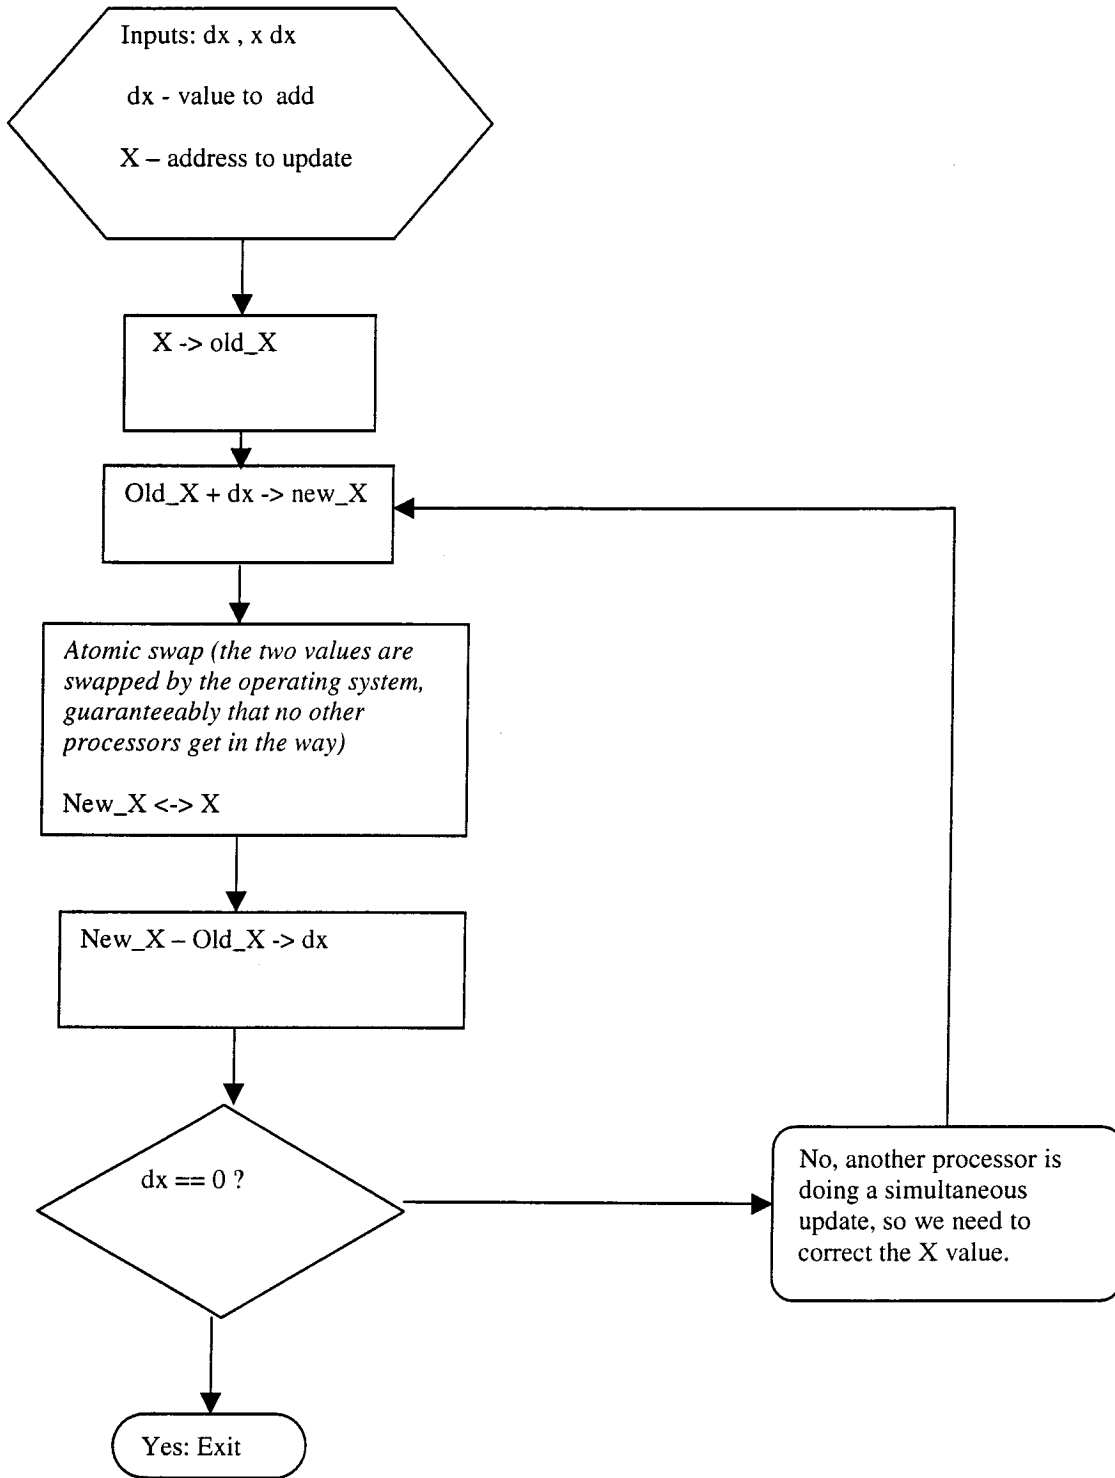 Inputs: dx , x dx
dx - value to add
X – address to update
X -> old_X
Old_X + dx -> new_X
Atomic swap (the two values are
swapped by the operating system,
guaranteeably that no other
processors get in the way)
New_X <-> X
New_X – Old_X -> dx
dx == 0 ?
No, another processor is
doing a simultaneous
update, so we need to
correct the X value.
Yes: Exit